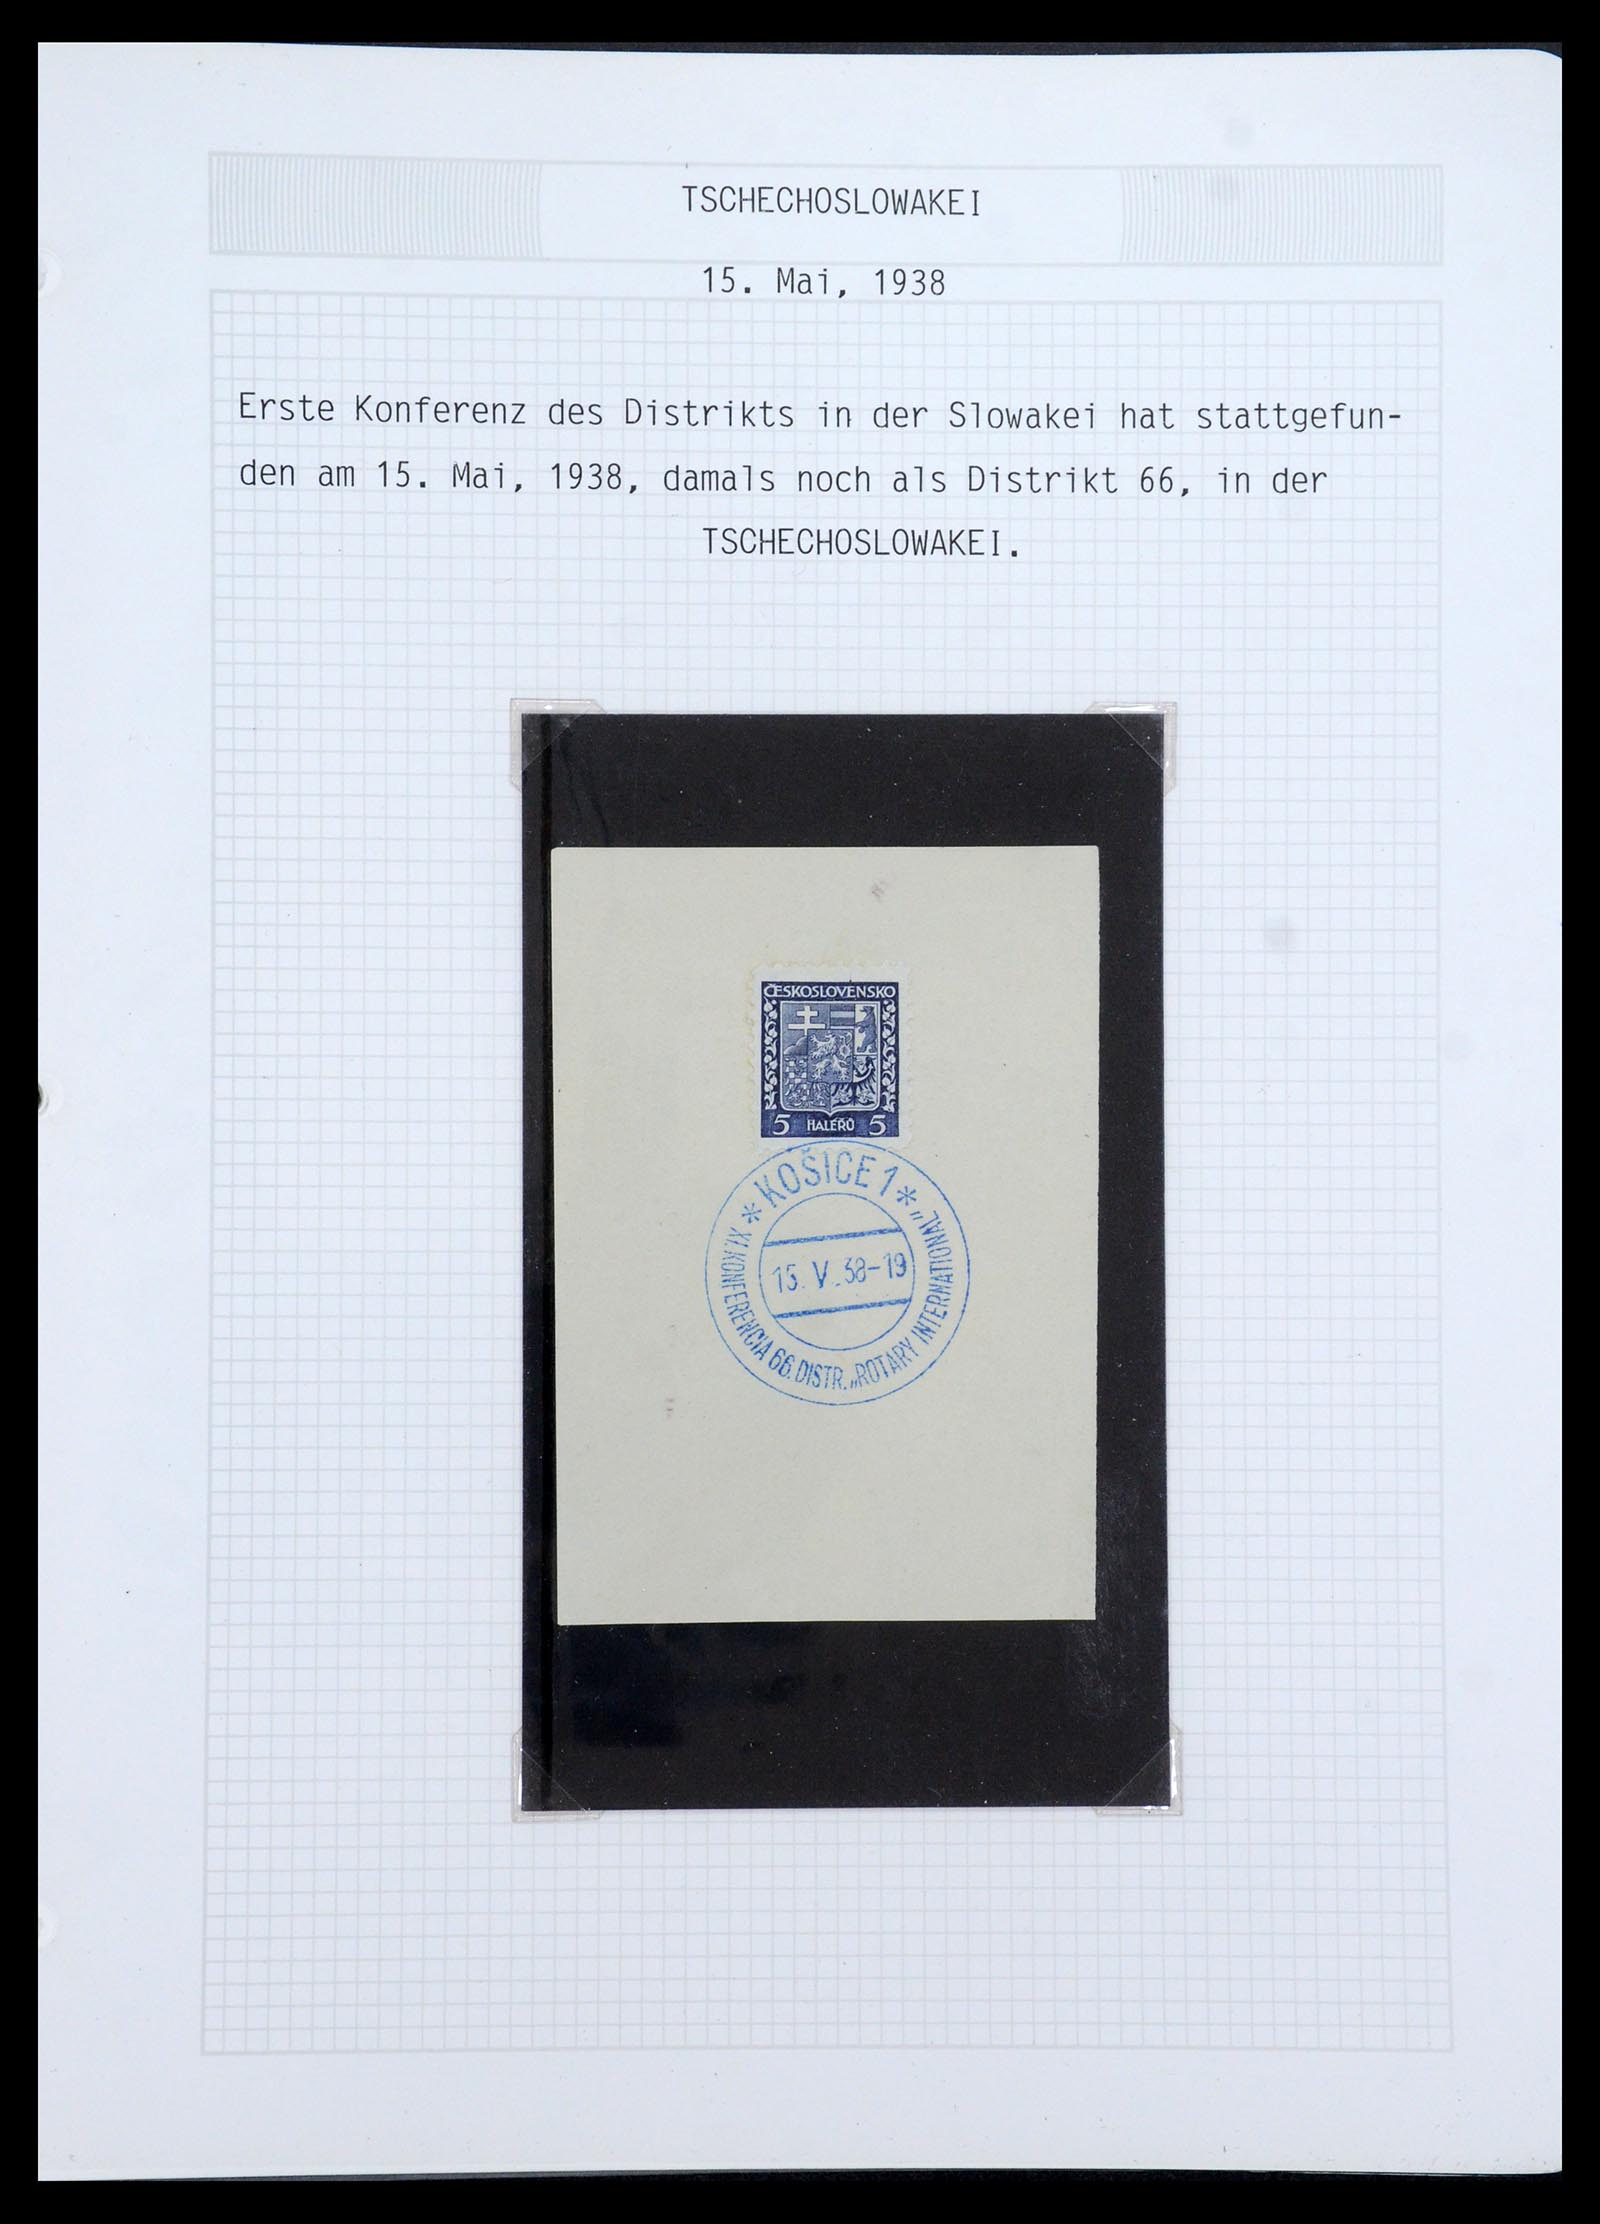 TSCHECHOSLOWAKEI
15. Mai, 1938
Erste Konferenz des Distrikts in der Slowakei hat stattgefun-
den am 15. Mai, 1938, damals noch als Distrikt 66, in der
TSCHECHOSLOWAKEI.
ČESKOSLOVENSKO
5 HALÉŘŮ 5
* KOŠICE 1 *
15. V. 38-19
XI. KONFERENCIA 66. DISTR. „ROTARY INTERNATIONAL"